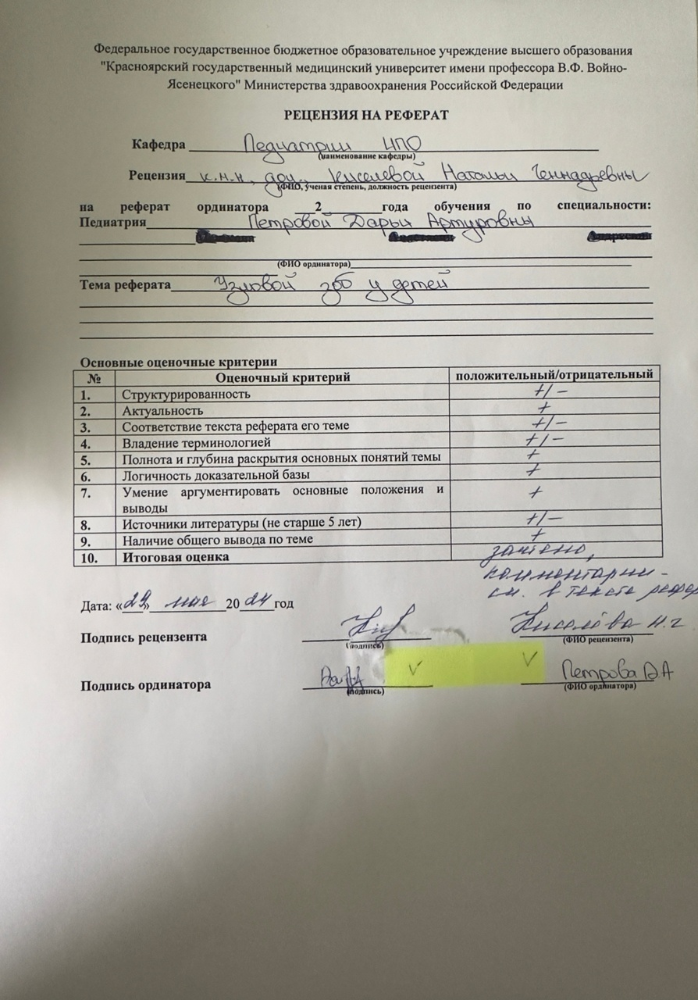 Федеральное государственное бюджетное образовательное учреждение высшего образования
"Красноярский государственный медицинский университет имени профессора В.Ф. Войно-
Ясенецкого" Министерства здравоохранения Российской Федерации
РЕЦЕНЗИЯ НА РЕФЕРАТ
Кафедра Педиатрии ИПО
(наименование кафедры)
Рецензия к.м.н, доц., Киселевой Натальи Геннадьевны
(ФИО, ученая степень, должность рецензента)
на реферат ординатора 2 года обучения по специальности:
Педиатрия Петровой Дарьи Артуровны
(ФИО ординатора)
Тема реферата Узловой зоб у детей
Основные оценочные критерии
№ Оценочный критерий положительный/отрицательный
1. Структурированность +/-
2. Актуальность +
3. Соответствие текста реферата его теме +/-
4. Владение терминологией +/-
5. Полнота и глубина раскрытия основных понятий темы +
6. Логичность доказательной базы +
7. Умение аргументировать основные положения и
выводы +
8. Источники литературы (не старше 5 лет) +/-
9. Наличие общего вывода по теме +
10. Итоговая оценка зачтено,
комментарии -
см. в тексте
Дата: «29» мая 2024 год
Подпись рецензента Киселёва Н.Г
(подпись) (ФИО рецензента)
Подпись ординатора Петрова Д.А
(подпись) (ФИО ординатора)